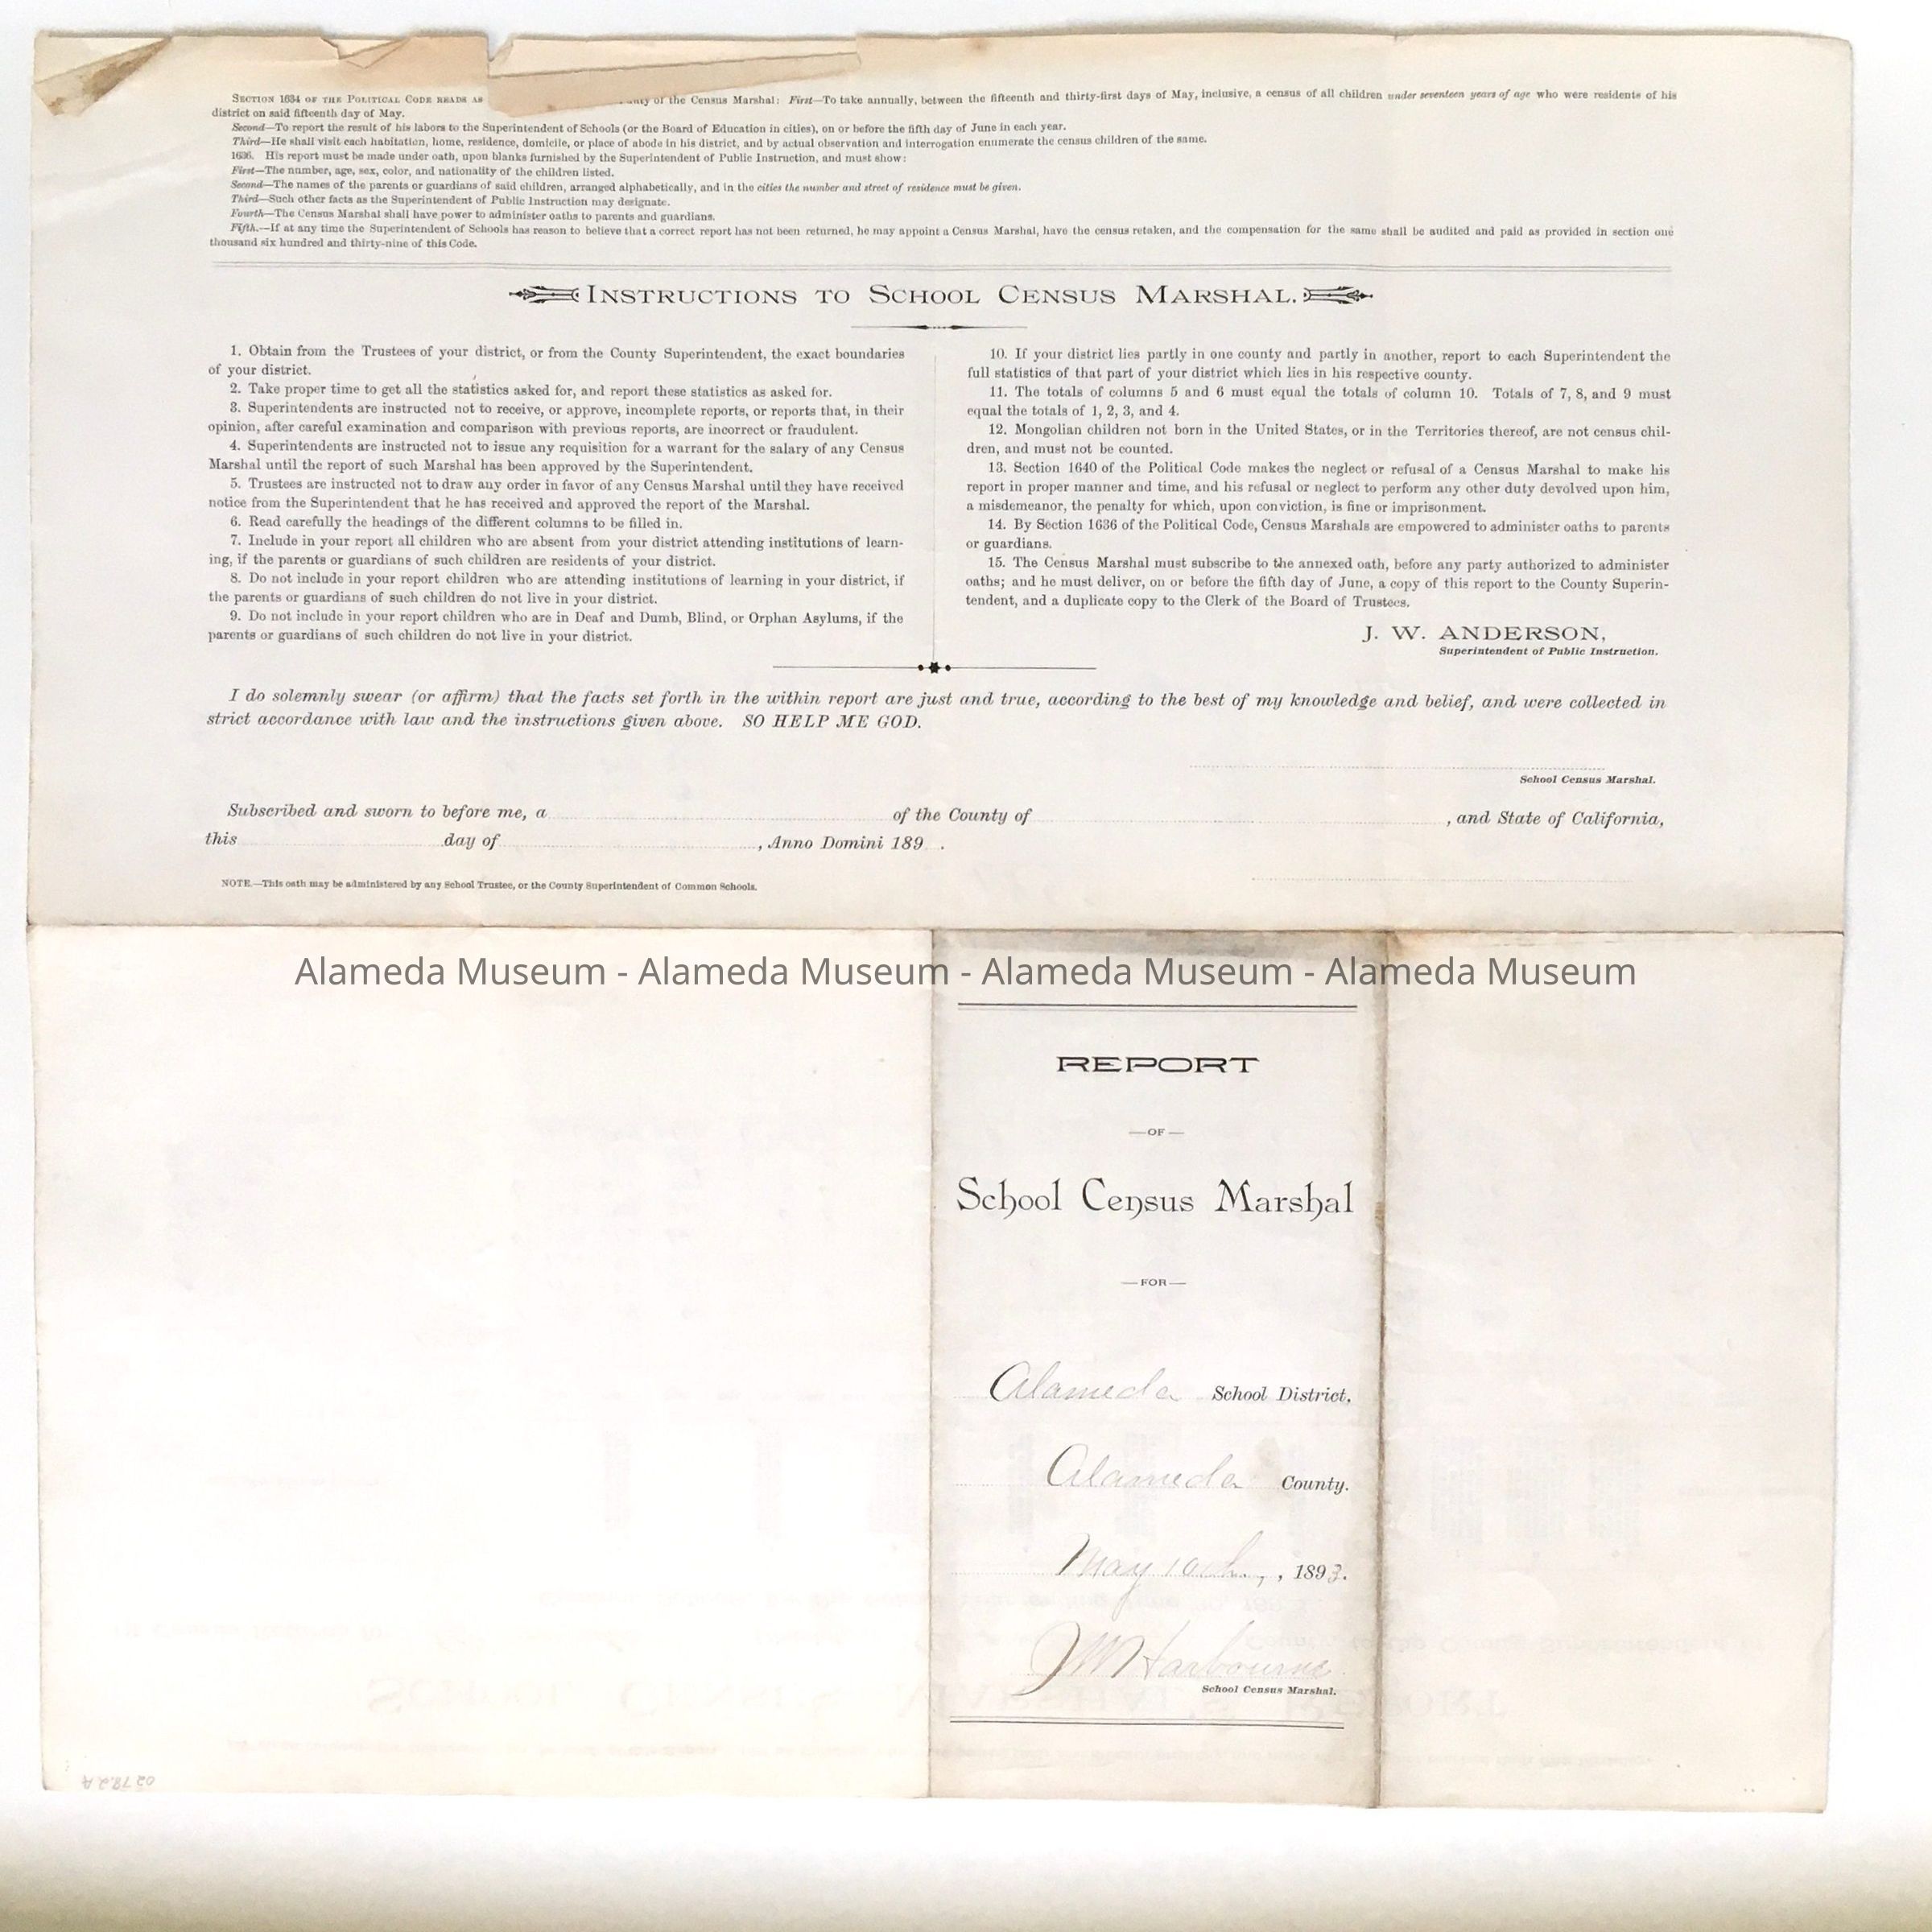 SECTION 1634 OF THE POLITICAL CODE READS AS of the Census Marshal: First—To take annually, between the fifteenth and thirty-first days of May, inclusive, a census of all children under seventeen years of age who were residents of his
district on said fifteenth day of May.
Second—To report the result of his labors to the Superintendent of Schools (or the Board of Education in cities), on or before the fifth day of June in each year.
Third—He shall visit each habitation, home, residence, domicile, or place of abode in his district, and by actual observation and interrogation enumerate the census children of the same.
1636. His report must be made under oath, upon blanks furnished by the Superintendent of Public Instruction, and must show:
First—The number, age, sex, color, and nationality of the children listed.
Second—The names of the parents or guardians of said children, arranged alphabetically, and in the cities the number and street of residence must be given.
Third—Such other facts as the Superintendent of Public Instruction may designate.
Fourth—The Census Marshal shall have power to administer oaths to parents and guardians.
Fifth.—If at any time the Superintendent of Schools has reason to believe that a correct report has not been returned, he may appoint a Census Marshal, have the census retaken, and the compensation for the same shall be audited and paid as provided in section one
thousand six hundred and thirty-nine of this Code.
INSTRUCTIONS TO SCHOOL CENSUS MARSHAL.
1. Obtain from the Trustees of your district, or from the County Superintendent, the exact boundaries
of your district.
2. Take proper time to get all the statistics asked for, and report these statistics as asked for.
3. Superintendents are instructed not to receive, or approve, incomplete reports, or reports that, in their
opinion, after careful examination and comparison with previous reports, are incorrect or fraudulent.
4. Superintendents are instructed not to issue any requisition for a warrant for the salary of any Census
Marshal until the report of such Marshal has been approved by the Superintendent.
5. Trustees are instructed not to draw any order in favor of any Census Marshal until they have received
notice from the Superintendent that he has received and approved the report of the Marshal.
6. Read carefully the headings of the different columns to be filled in.
7. Include in your report all children who are absent from your district attending institutions of learn-
ing, if the parents or guardians of such children are residents of your district.
8. Do not include in your report children who are attending institutions of learning in your district, if
the parents or guardians of such children do not live in your district.
9. Do not include in your report children who are in Deaf and Dumb, Blind, or Orphan Asylums, if the
parents or guardians of such children do not live in your district.
10. If your district lies partly in one county and partly in another, report to each Superintendent the
full statistics of that part of your district which lies in his respective county.
11. The totals of columns 5 and 6 must equal the totals of column 10. Totals of 7, 8, and 9 must
equal the totals of 1, 2, 3, and 4.
12. Mongolian children not born in the United States, or in the Territories thereof, are not census chil-
dren, and must not be counted.
13. Section 1640 of the Political Code makes the neglect or refusal of a Census Marshal to make his
report in proper manner and time, and his refusal or neglect to perform any other duty devolved upon him,
a misdemeanor, the penalty for which, upon conviction, is fine or imprisonment.
14. By Section 1636 of the Political Code, Census Marshals are empowered to administer oaths to parents
or guardians.
15. The Census Marshal must subscribe to the annexed oath, before any party authorized to administer
oaths; and he must deliver, on or before the fifth day of June, a copy of this report to the County Superin-
tendent, and a duplicate copy to the Clerk of the Board of Trustees.
J. W. ANDERSON,
Superintendent of Public Instruction.
I do solemnly swear (or affirm) that the facts set forth in the within report are just and true, according to the best of my knowledge and belief, and were collected in
strict accordance with law and the instructions given above. SO HELP ME GOD.
School Census Marshal.
Subscribed and sworn to before me, a of the County of , and State of California,
this day of , Anno Domini 189 .
NOTE.—This oath may be administered by any School Trustee, or the County Superintendent of Common Schools.
Alameda Museum - Alameda Museum - Alameda Museum - Alameda Museum
REPORT
—OF—
School Census Marshal
—FOR—
Alameda School District,
Alameda County.
May 10th., , 1893.
J W Harbourne
School Census Marshal.